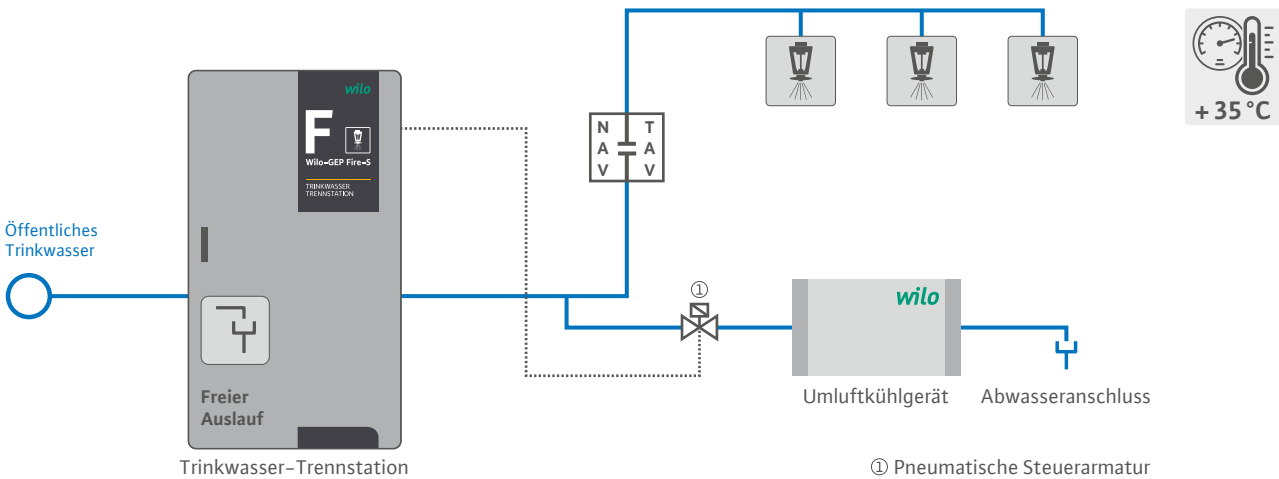 wilo
F
Wilo–GEP Fire–S
TRINKWASSER
TRENNSTATION
N
A
V
T
A
V
+ 35 °C
Öffentliches
Trinkwasser
①
wilo
Freier
Auslauf
Umluftkühlgerät
Abwasseranschluss
Trinkwasser–Trennstation
① Pneumatische Steuerarmatur